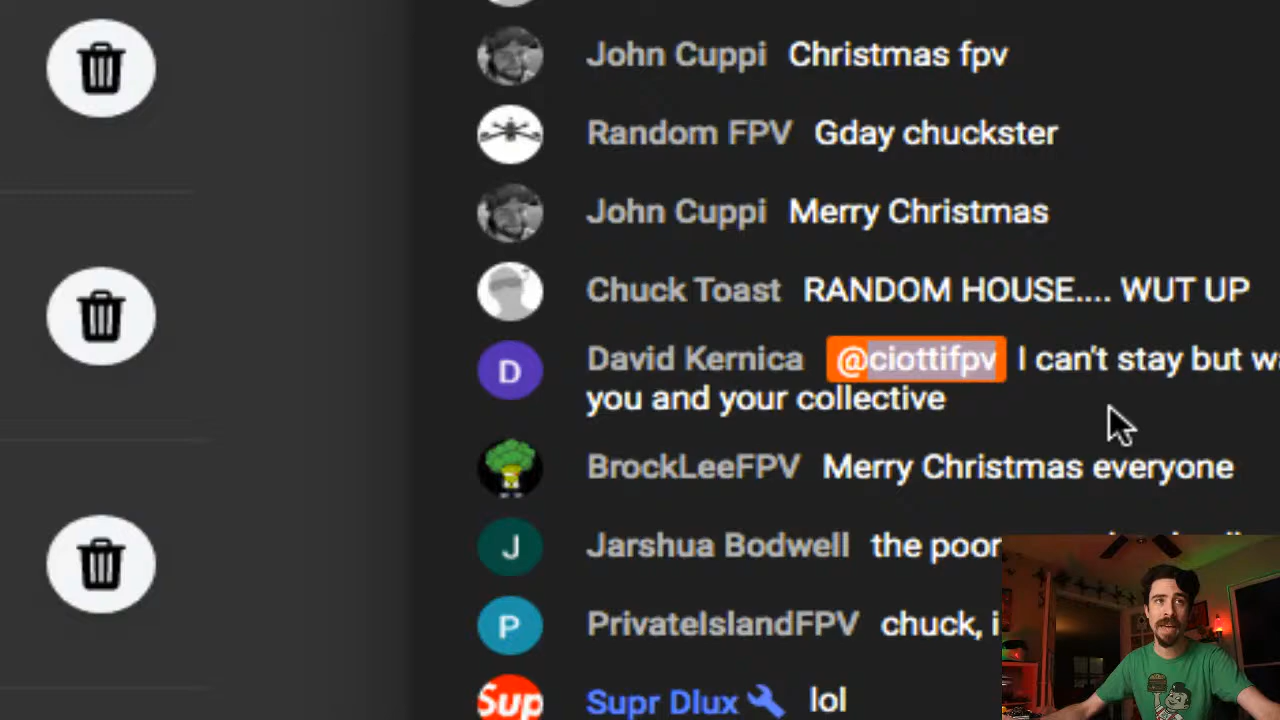 John Cuppi Christmas fpv
Random FPV Gday chuckster
John Cuppi Merry Christmas
Chuck Toast RANDOM HOUSE.... WUT UP
D David Kernica @ciottifpv I can't stay but
you and your collective
BrockLeeFPV Merry Christmas everyone
J Jarshua Bodwell the poor
P PrivateIslandFPV chuck, i
Sup Supr Dlux lol